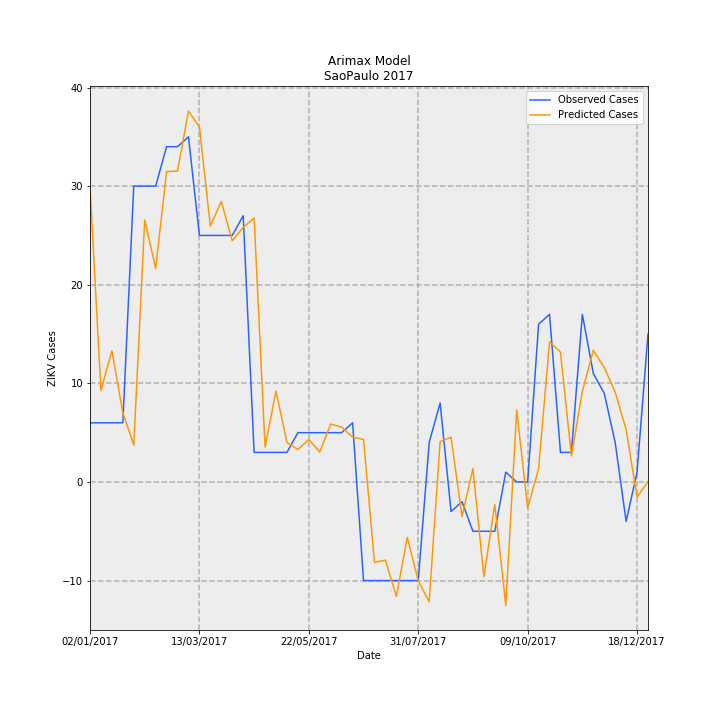 Arimax Model
SaoPaulo 2017
Observed Cases
Predicted Cases
ZIKV Cases
40
30
20
10
0
−10
02/01/2017 13/03/2017 22/05/2017 31/07/2017 09/10/2017 18/12/2017
Date